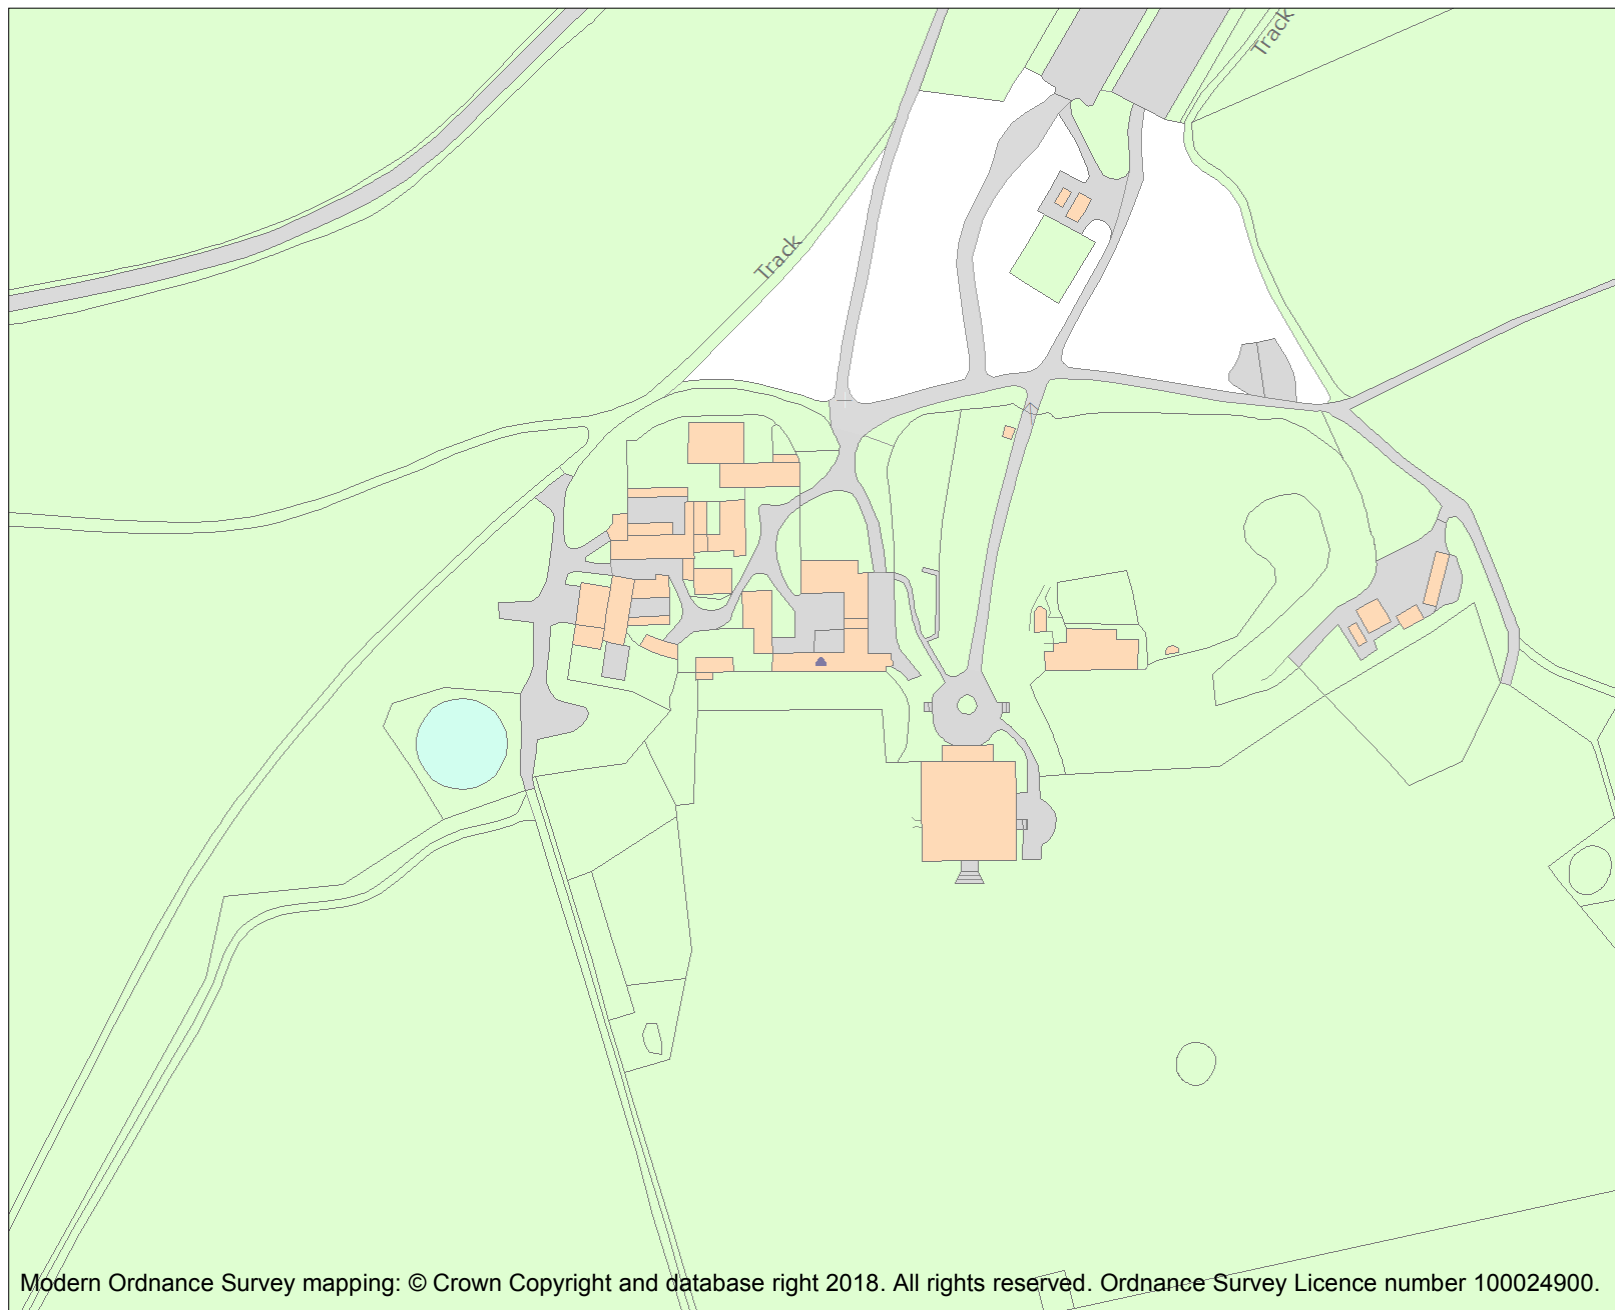 Track
Track
Modern Ordnance Survey mapping: © Crown Copyright and database right 2018. All rights reserved. Ordnance Survey Licence number 100024900.